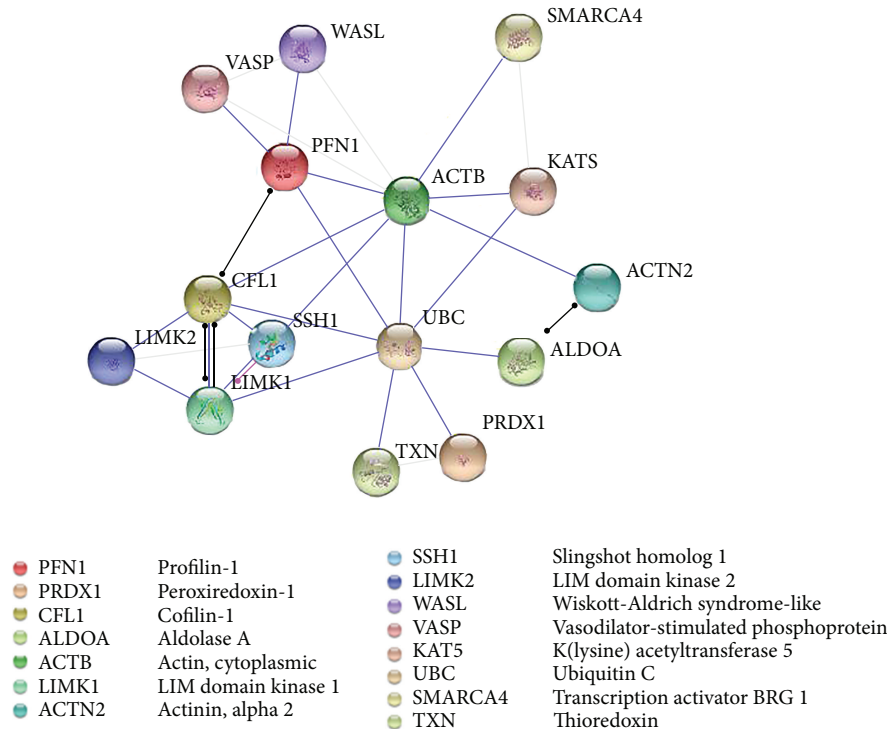 SMARCA4
WASL
VASP
PFN1
KATS
ACTB
ACTN2
CFL1
SSH1
UBC
LIMK2
ALDOA
LIMK1
PRDX1
TXN
PFN1 Profilin-1
PRDX1 Peroxiredoxin-1
CFL1 Cofilin-1
ALDOA Aldolase A
ACTB Actin, cytoplasmic
LIMK1 LIM domain kinase 1
ACTN2 Actinin, alpha 2
SSH1 Slingshot homolog 1
LIMK2 LIM domain kinase 2
WASL Wiskott-Aldrich syndrome-like
VASP Vasodilator-stimulated phosphoprotein
KAT5 K(lysine) acetyltransferase 5
UBC Ubiquitin C
SMARCA4 Transcription activator BRG 1
TXN Thioredoxin